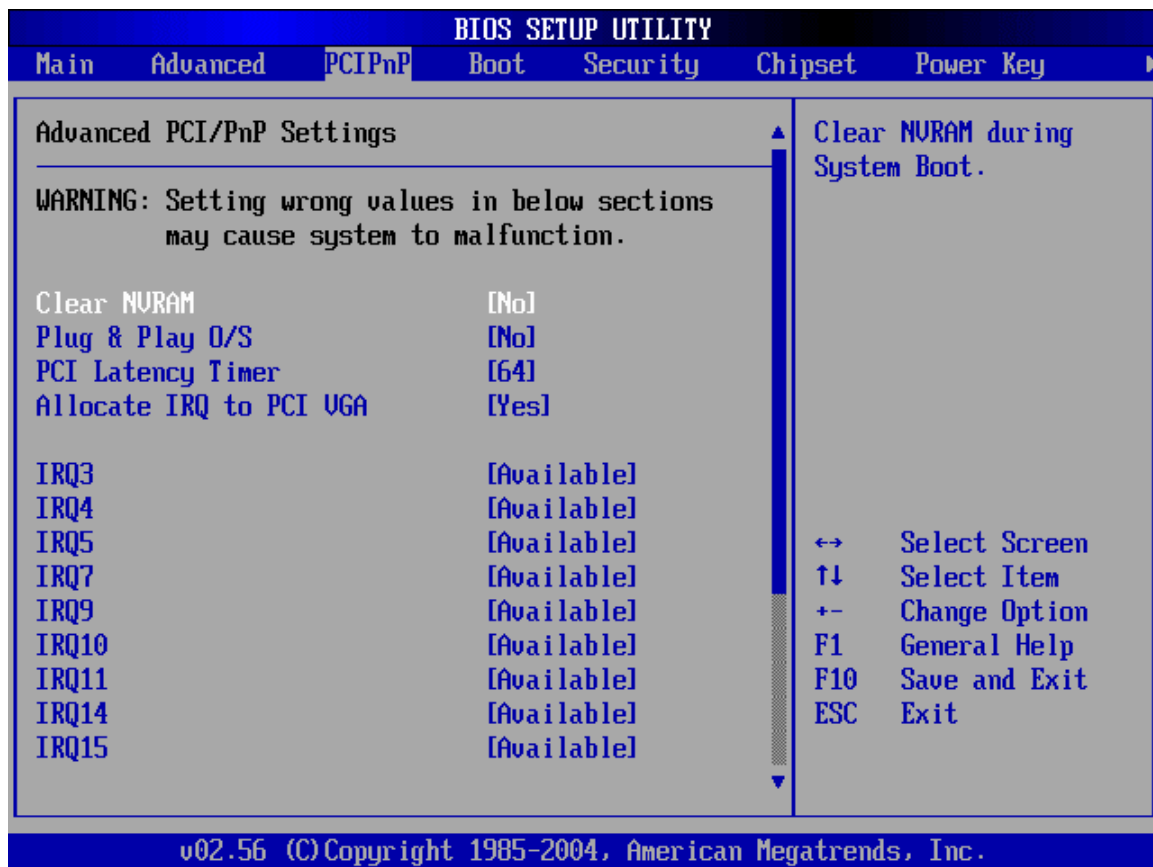 BIOS SETUP UTILITY
Main Advanced PCIPnP Boot Security Chipset Power Key
Advanced PCI/PnP Settings
WARNING: Setting wrong values in below sections
may cause system to malfunction.
Clear NVRAM [No]
Plug & Play O/S [No]
PCI Latency Timer [64]
Allocate IRQ to PCI VGA [Yes]
IRQ3 [Available]
IRQ4 [Available]
IRQ5 [Available]
IRQ7 [Available]
IRQ9 [Available]
IRQ10 [Available]
IRQ11 [Available]
IRQ14 [Available]
IRQ15 [Available]
Clear NVRAM during
System Boot.
←→ Select Screen
↑↓ Select Item
+- Change Option
F1 General Help
F10 Save and Exit
ESC Exit
v02.56 (C)Copyright 1985-2004, American Megatrends, Inc.